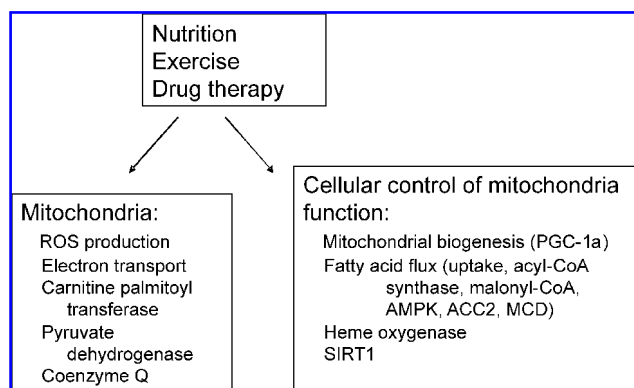 Nutrition
Exercise
Drug therapy
Mitochondria:
ROS production
Electron transport
Carnitine palmitoyl
transferase
Pyruvate
dehydrogenase
Coenzyme Q
Cellular control of mitochondria
function:
Mitochondrial biogenesis (PGC-1a)
Fatty acid flux (uptake, acyl-CoA
synthase, malonyl-CoA,
AMPK, ACC2, MCD)
Heme oxygenase
SIRT1